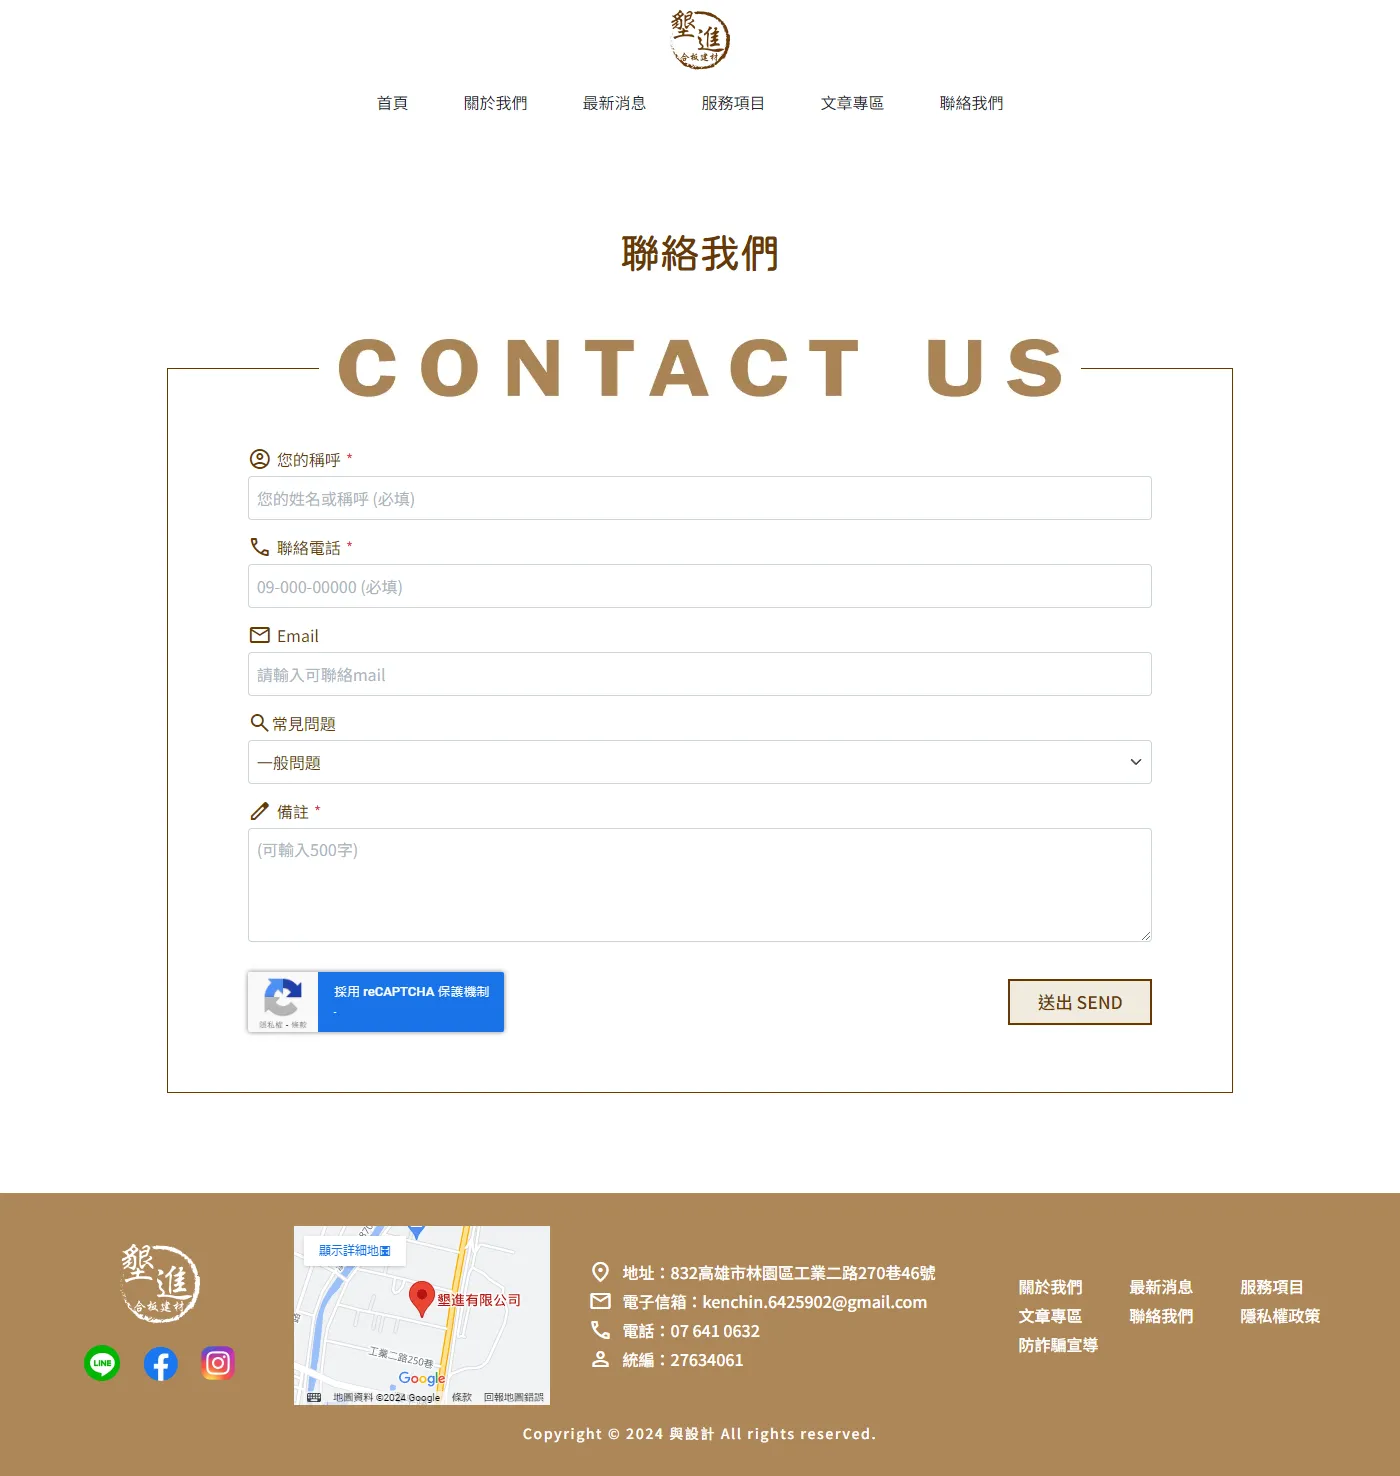 墾進
合板建材
首頁 關於我們 最新消息 服務項目 文章專區 聯絡我們
聯絡我們
CONTACT US
您的稱呼 *
您的姓名或稱呼 (必填)
聯絡電話 *
09-000-00000 (必填)
Email
請輸入可聯絡mail
常見問題
一般問題
備註 *
(可輸入500字)
採用 reCAPTCHA 保護機制
-
隱私權 - 條款
送出 SEND
墾進
合板建材
LINE
顯示詳細地圖
墾進有限公司
工業二路250巷
Google
地圖資料 ©2024 Google 條款 回報地圖錯誤
地址：832高雄市林園區工業二路270巷46號
電子信箱：kenchin.6425902@gmail.com
電話：07 641 0632
統編：27634061
關於我們 最新消息 服務項目
文章專區 聯絡我們 隱私權政策
防詐騙宣導
Copyright © 2024 與設計 All rights reserved.